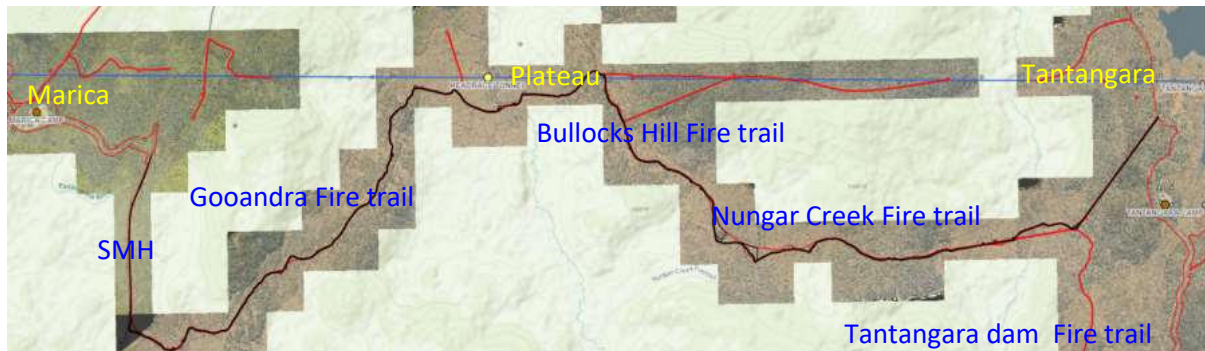 Marica
Plateau
Tantangara
Bullocks Hill Fire trail
Gooandra Fire trail
Nungar Creek Fire trail
SMH
Tantangara dam  Fire trail